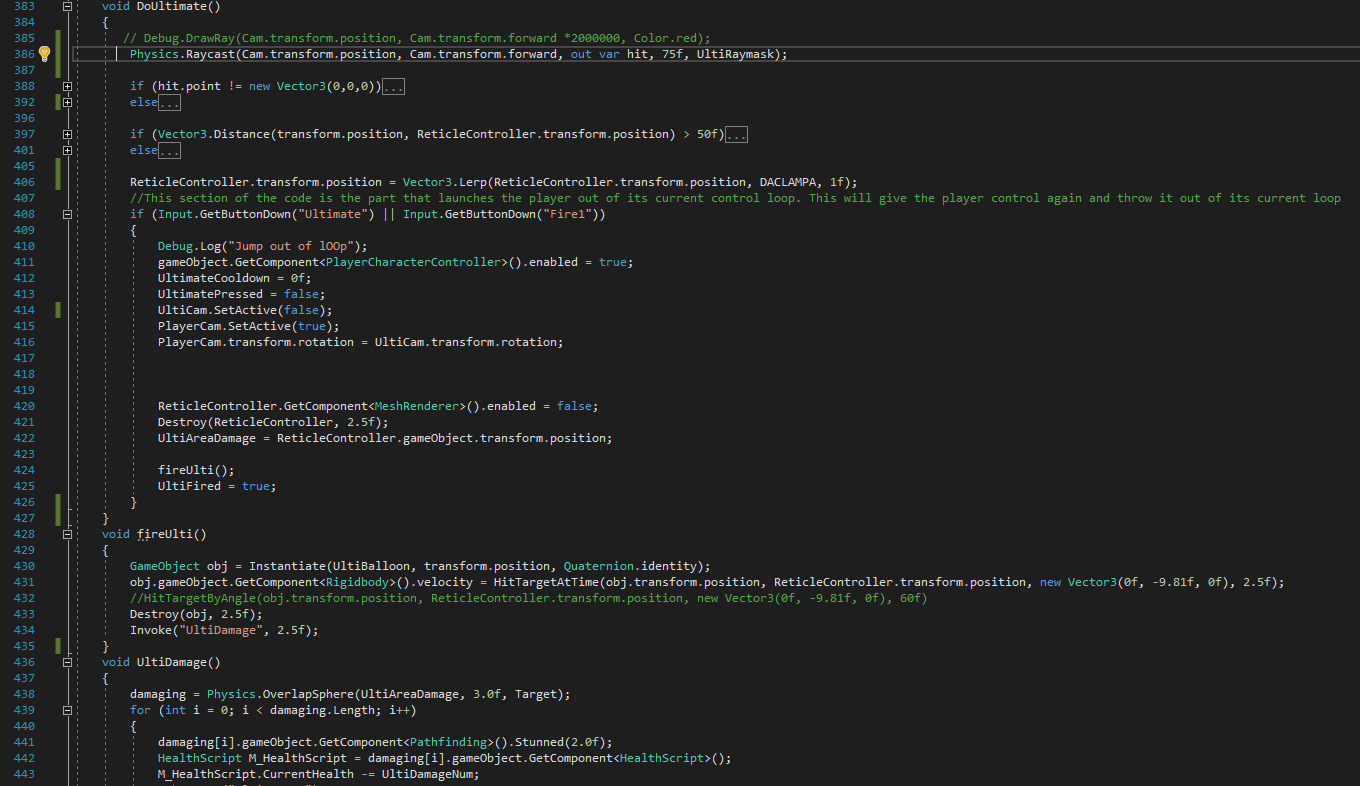 383 void DoUltimate()
384 {
385 // Debug.DrawRay(Cam.transform.position, Cam.transform.forward *2000000, Color.red);
386 Physics.Raycast(Cam.transform.position, Cam.transform.forward, out var hit, 75f, UltiRaymask);
387
388 if (hit.point != new Vector3(0,0,0))...
392 else...
396
397 if (Vector3.Distance(transform.position, ReticleController.transform.position) > 50f)...
401 else...
405
406 ReticleController.transform.position = Vector3.Lerp(ReticleController.transform.position, DACLAMPA, 1f);
407 //This section of the code is the part that launches the player out of its current control loop. This will give the player control again and throw it out of its current loop
408 if (Input.GetButtonDown("Ultimate") || Input.GetButtonDown("Fire1"))
409 {
410 Debug.Log("Jump out of lOOp");
411 gameObject.GetComponent<PlayerCharacterController>().enabled = true;
412 UltimateCooldown = 0f;
413 UltimatePressed = false;
414 UltiCam.SetActive(false);
415 PlayerCam.SetActive(true);
416 PlayerCam.transform.rotation = UltiCam.transform.rotation;
417
418
419
420 ReticleController.GetComponent<MeshRenderer>().enabled = false;
421 Destroy(ReticleController, 2.5f);
422 UltiAreaDamage = ReticleController.gameObject.transform.position;
423
424 fireUlti();
425 UltiFired = true;
426 }
427 }
428 void fireUlti()
429 {
430 GameObject obj = Instantiate(UltiBalloon, transform.position, Quaternion.identity);
431 obj.gameObject.GetComponent<Rigidbody>().velocity = HitTargetAtTime(obj.transform.position, ReticleController.transform.position, new Vector3(0f, -9.81f, 0f), 2.5f);
432 //HitTargetByAngle(obj.transform.position, ReticleController.transform.position, new Vector3(0f, -9.81f, 0f), 60f)
433 Destroy(obj, 2.5f);
434 Invoke("UltiDamage", 2.5f);
435 }
436 void UltiDamage()
437 {
438 damaging = Physics.OverlapSphere(UltiAreaDamage, 3.0f, Target);
439 for (int i = 0; i < damaging.Length; i++)
440 {
441 damaging[i].gameObject.GetComponent<Pathfinding>().Stunned(2.0f);
442 HealthScript M_HealthScript = damaging[i].gameObject.GetComponent<HealthScript>();
443 M_HealthScript.CurrentHealth -= UltiDamageNum;